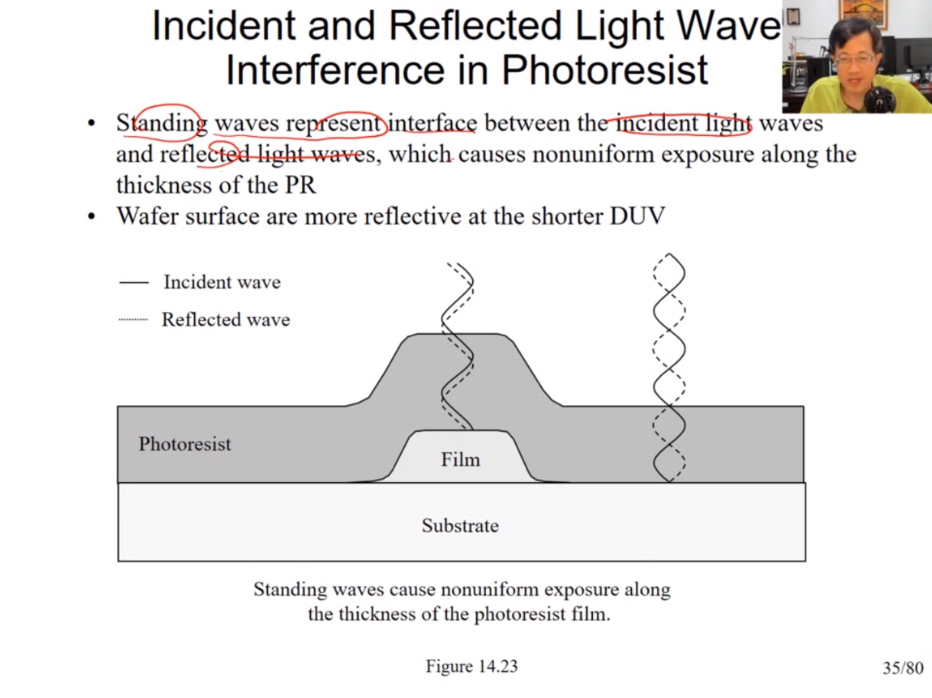 Incident and Reflected Light Wave
Interference in Photoresist
• Standing waves represent interface between the incident light waves
and reflected light waves, which causes nonuniform exposure along the
thickness of the PR
• Wafer surface are more reflective at the shorter DUV
Incident wave
Reflected wave
Photoresist
Film
Substrate
Standing waves cause nonuniform exposure along
the thickness of the photoresist film.
Figure 14.23
35/80